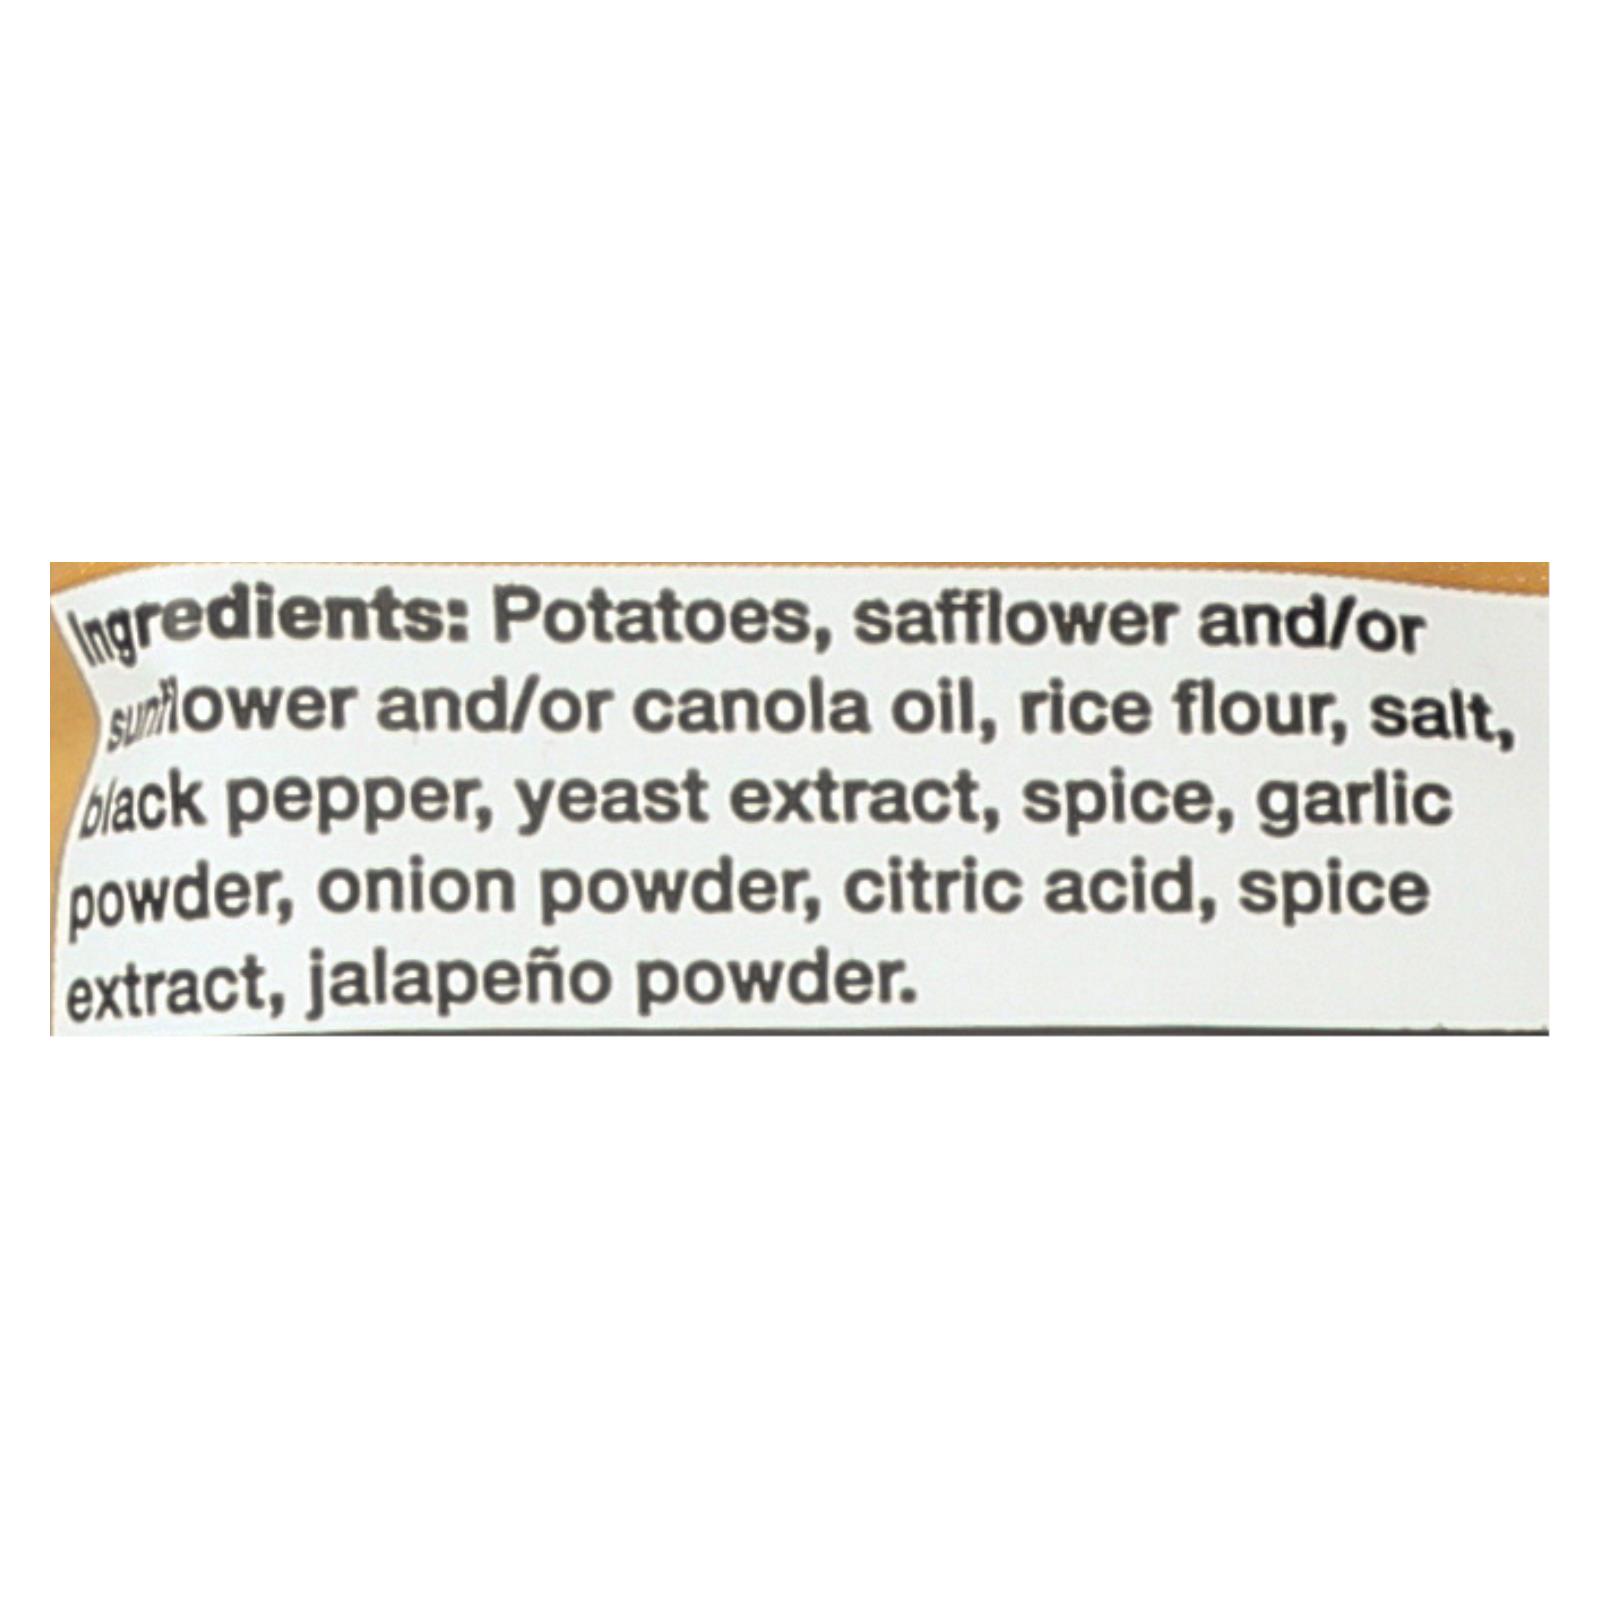 Ingredients: Potatoes, safflower and/or
sunflower and/or canola oil, rice flour, salt,
black pepper, yeast extract, spice, garlic
powder, onion powder, citric acid, spice
extract, jalapeño powder.